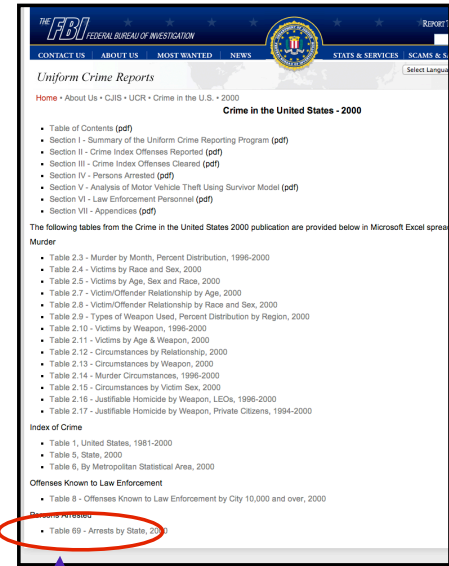 THE FBI FEDERAL BUREAU OF INVESTIGATION
REPORT
CONTACT US ABOUT US MOST WANTED NEWS STATS & SERVICES SCAMS &
Uniform Crime Reports
Select Langua
Home • About Us • CJIS • UCR • Crime in the U.S. • 2000
Crime in the United States - 2000
Table of Contents (pdf)
Section I - Summary of the Uniform Crime Reporting Program (pdf)
Section II - Crime Index Offenses Reported (pdf)
Section III - Crime Index Offenses Cleared (pdf)
Section IV - Persons Arrested (pdf)
Section V - Analysis of Motor Vehicle Theft Using Survivor Model (pdf)
Section VI - Law Enforcement Personnel (pdf)
Section VII - Appendices (pdf)
The following tables from the Crime in the United States 2000 publication are provided below in Microsoft Excel sprea
Murder
Table 2.3 - Murder by Month, Percent Distribution, 1996-2000
Table 2.4 - Victims by Race and Sex, 2000
Table 2.5 - Victims by Age, Sex and Race, 2000
Table 2.7 - Victim/Offender Relationship by Age, 2000
Table 2.8 - Victim/Offender Relationship by Race and Sex, 2000
Table 2.9 - Types of Weapon Used, Percent Distribution by Region, 2000
Table 2.10 - Victims by Weapon, 1996-2000
Table 2.11 - Victims by Age & Weapon, 2000
Table 2.12 - Circumstances by Relationship, 2000
Table 2.13 - Circumstances by Weapon, 2000
Table 2.14 - Murder Circumstances, 1996-2000
Table 2.15 - Circumstances by Victim Sex, 2000
Table 2.16 - Justifiable Homicide by Weapon, LEOs, 1996-2000
Table 2.17 - Justifiable Homicide by Weapon, Private Citizens, 1994-2000
Index of Crime
Table 1, United States, 1981-2000
Table 5, State, 2000
Table 6, By Metropolitan Statistical Area, 2000
Offenses Known to Law Enforcement
Table 8 - Offenses Known to Law Enforcement by City 10,000 and over, 2000
Persons Arrested
Table 69 - Arrests by State, 2000